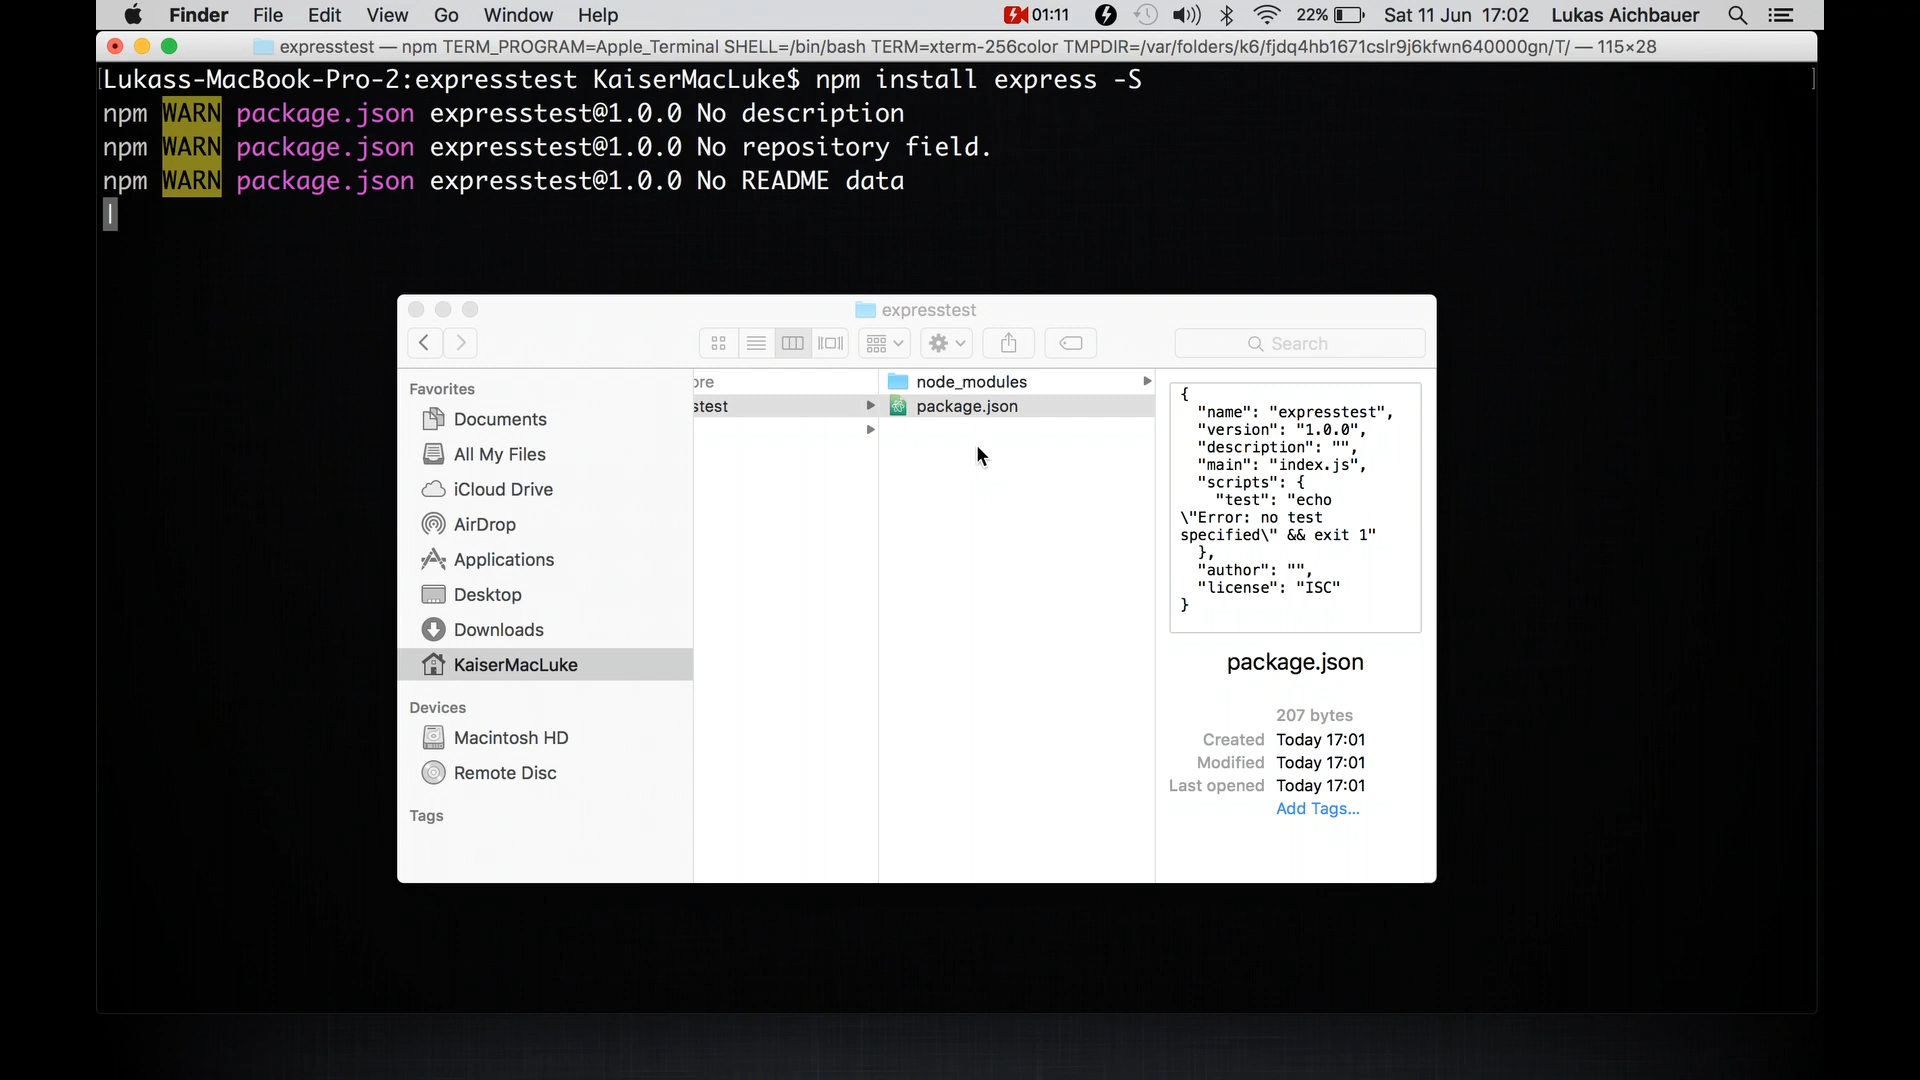 Finder File Edit View Go Window Help 01:11 22% Sat 11 Jun 17:02 Lukas Aichbauer
expresstest — npm TERM_PROGRAM=Apple_Terminal SHELL=/bin/bash TERM=xterm-256color TMPDIR=/var/folders/k6/fjdq4hb1671cslr9j6kfwn640000gn/T/ — 115×28
[Lukass-MacBook-Pro-2:expresstest KaiserMacLuke$ npm install express -S ]
npm WARN package.json expresstest@1.0.0 No description
npm WARN package.json expresstest@1.0.0 No repository field.
npm WARN package.json expresstest@1.0.0 No README data
|
expresstest
Search
Favorites
Documents
All My Files
iCloud Drive
AirDrop
Applications
Desktop
Downloads
KaiserMacLuke
Devices
Macintosh HD
Remote Disc
Tags
ore
stest
node_modules
package.json
{
"name": "expresstest",
"version": "1.0.0",
"description": "",
"main": "index.js",
"scripts": {
"test": "echo
\"Error: no test
specified\" && exit 1"
},
"author": "",
"license": "ISC"
}
package.json
207 bytes
Created Today 17:01
Modified Today 17:01
Last opened Today 17:01
Add Tags...